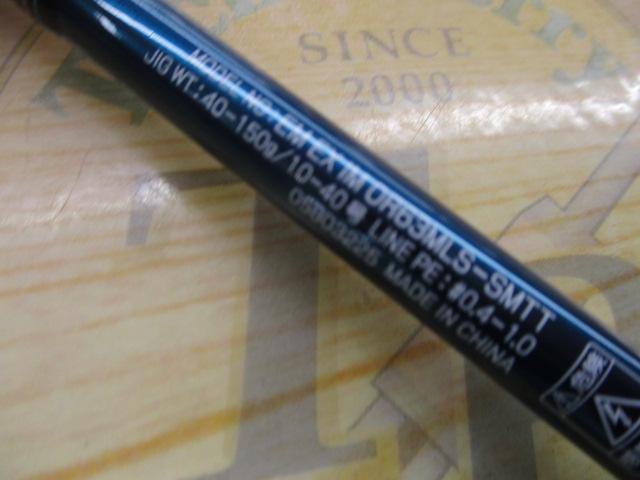 SINCE
2000
MODEL NO. EM EX IM OR63MLS-SMTT
JIG WT.: 40-150g/10-40号 LINE PE: #0.4-1.0
MADE IN CHINA